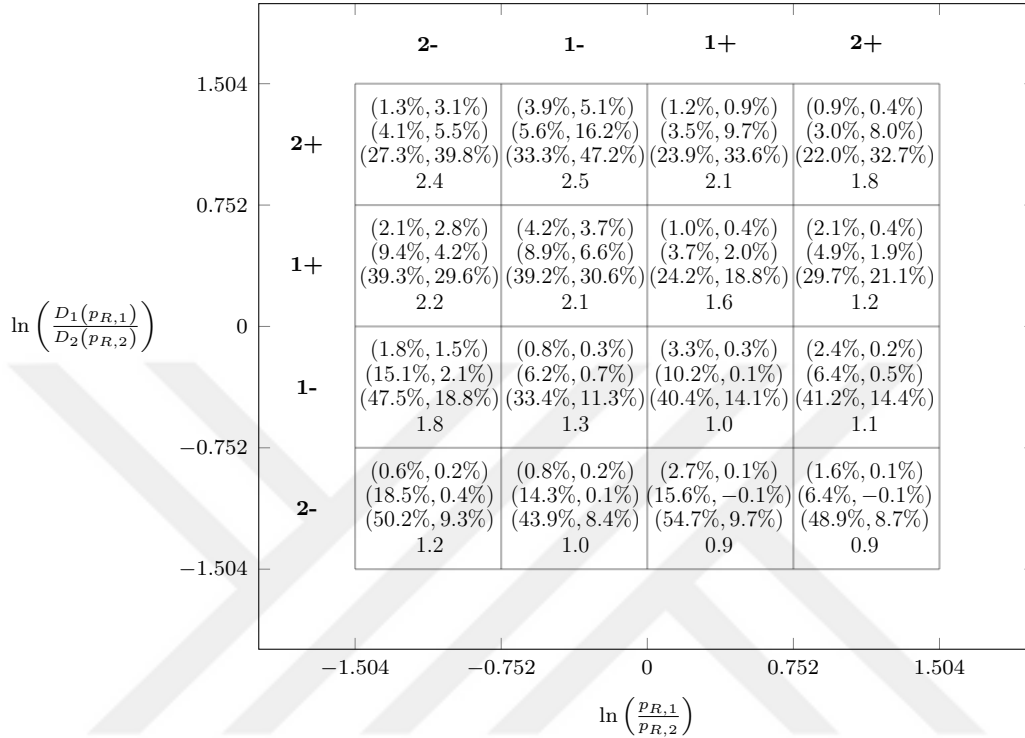 2- 1- 1+ 2+
1.504
(1.3%, 3.1%) (3.9%, 5.1%) (1.2%, 0.9%) (0.9%, 0.4%)
(4.1%, 5.5%) (5.6%, 16.2%) (3.5%, 9.7%) (3.0%, 8.0%)
2+ (27.3%, 39.8%) (33.3%, 47.2%) (23.9%, 33.6%) (22.0%, 32.7%)
2.4 2.5 2.1 1.8
0.752
(2.1%, 2.8%) (4.2%, 3.7%) (1.0%, 0.4%) (2.1%, 0.4%)
(9.4%, 4.2%) (8.9%, 6.6%) (3.7%, 2.0%) (4.9%, 1.9%)
1+ (39.3%, 29.6%) (39.2%, 30.6%) (24.2%, 18.8%) (29.7%, 21.1%)
2.2 2.1 1.6 1.2
ln(D_1(p_{R,1})/D_2(p_{R,2})) 0
(1.8%, 1.5%) (0.8%, 0.3%) (3.3%, 0.3%) (2.4%, 0.2%)
(15.1%, 2.1%) (6.2%, 0.7%) (10.2%, 0.1%) (6.4%, 0.5%)
1- (47.5%, 18.8%) (33.4%, 11.3%) (40.4%, 14.1%) (41.2%, 14.4%)
1.8 1.3 1.0 1.1
−0.752
(0.6%, 0.2%) (0.8%, 0.2%) (2.7%, 0.1%) (1.6%, 0.1%)
(18.5%, 0.4%) (14.3%, 0.1%) (15.6%, −0.1%) (6.4%, −0.1%)
2- (50.2%, 9.3%) (43.9%, 8.4%) (54.7%, 9.7%) (48.9%, 8.7%)
1.2 1.0 0.9 0.9
−1.504
−1.504 −0.752 0 0.752 1.504
ln(p_{R,1}/p_{R,2})